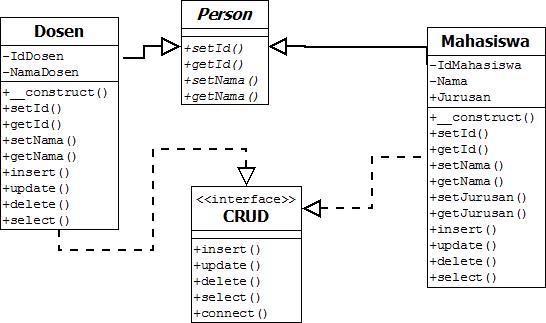 Dosen
-IdDosen
-NamaDosen
+__construct()
+setId()
+getId()
+setNama()
+getNama()
+insert()
+update()
+delete()
+select()
Person
+setId()
+getId()
+setNama()
+getNama()
Mahasiswa
-IdMahasiswa
-Nama
+Jurusan
+__construct()
+setId()
+getId()
+setNama()
+getNama()
+setJurusan()
+getJurusan()
+insert()
+update()
+delete()
+select()
<<interface>>
CRUD
+insert()
+update()
+delete()
+select()
+connect()